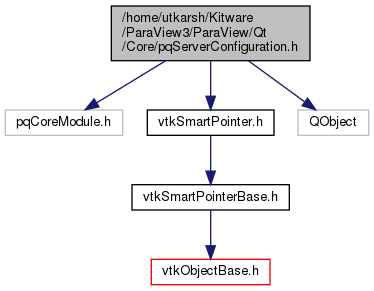 /home/utkarsh/Kitware
/ParaView3/ParaView/Qt
/Core/pqServerConfiguration.h
pqCoreModule.h
vtkSmartPointer.h
QObject
vtkSmartPointerBase.h
vtkObjectBase.h